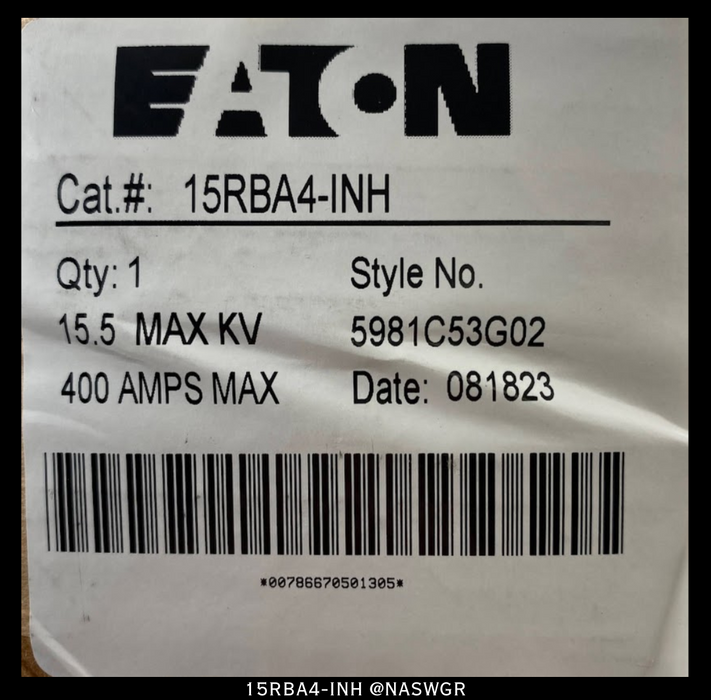 EATON
Cat.#: 15RBA4-INH
Qty: 1 Style No.
15.5 MAX KV 5981C53G02
400 AMPS MAX Date: 081823
*00786670501305*
15RBA4-INH @NASWGR